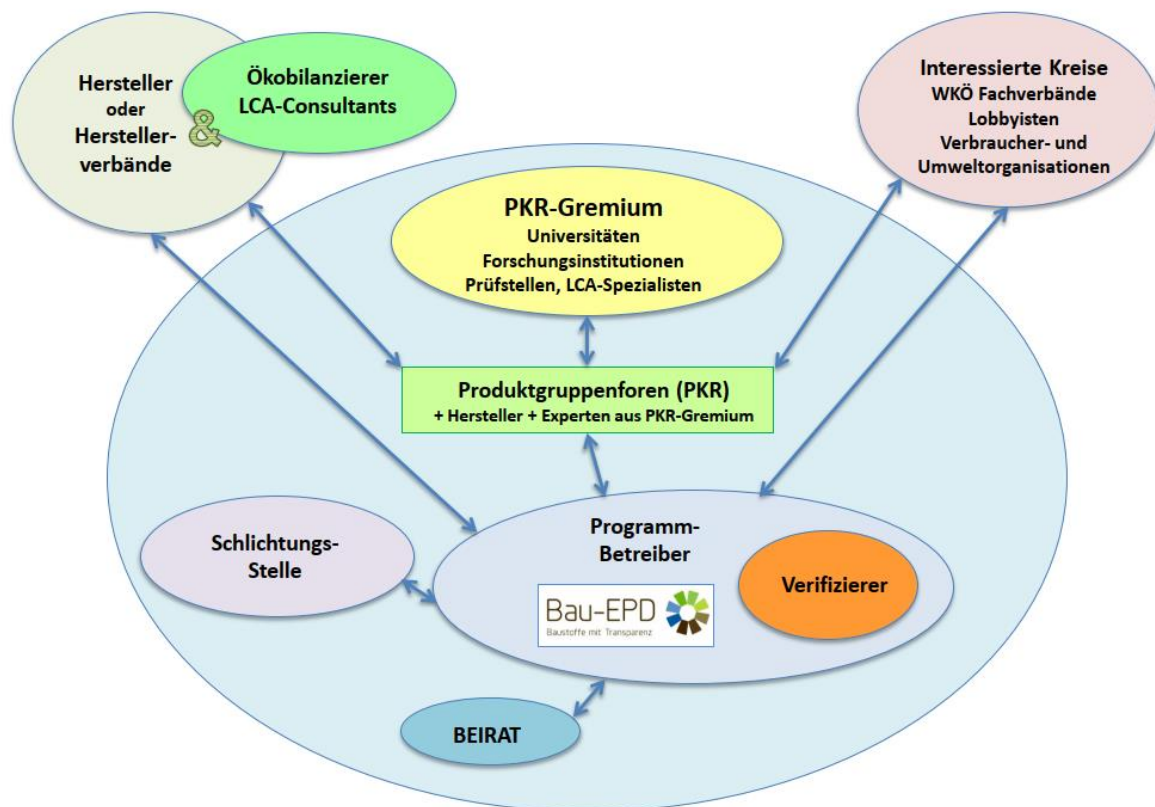 Hersteller
oder
Hersteller-
verbände
&
Ökobilanzierer
LCA-Consultants
Interessierte Kreise
WKÖ Fachverbände
Lobbyisten
Verbraucher- und
Umweltorganisationen
PKR-Gremium
Universitäten
Forschungsinstitutionen
Prüfstellen, LCA-Spezialisten
Produktgruppenforen (PKR)
+ Hersteller + Experten aus PKR-Gremium
Schlichtungs-
Stelle
Programm-
Betreiber
Bau-EPD
Baustoffe mit Transparenz
Verifizierer
BEIRAT